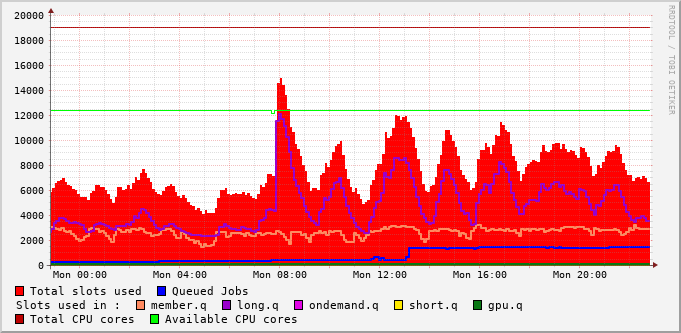 20000
18000
16000
14000
12000
10000
8000
6000
4000
2000
0
Mon 00:00 Mon 04:00 Mon 08:00 Mon 12:00 Mon 16:00 Mon 20:00
Total slots used Queued Jobs
Slots used in : member.q long.q ondemand.q short.q gpu.q
Total CPU cores Available CPU cores
RRDTOOL / TOBI OETIKER